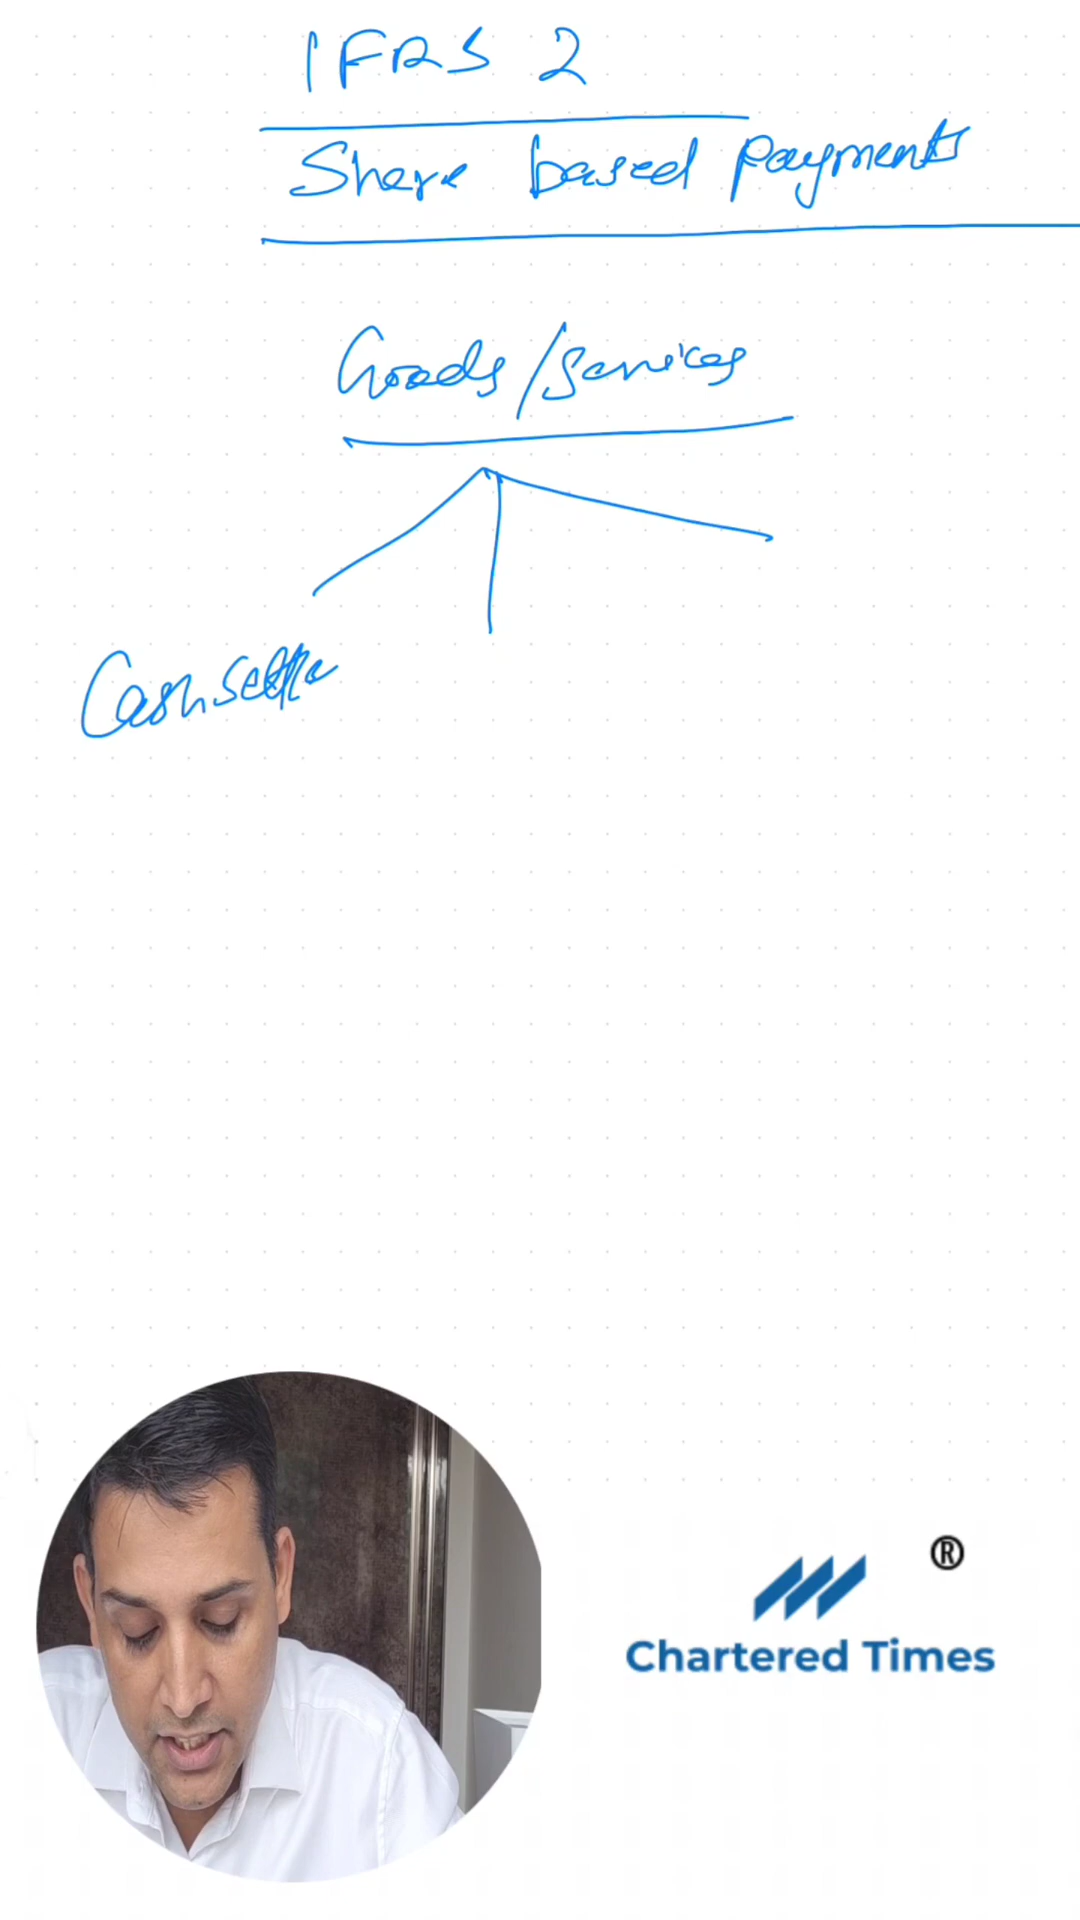 IFRS 2
Share based payments
Goods/services
Cash settle
®
Chartered Times